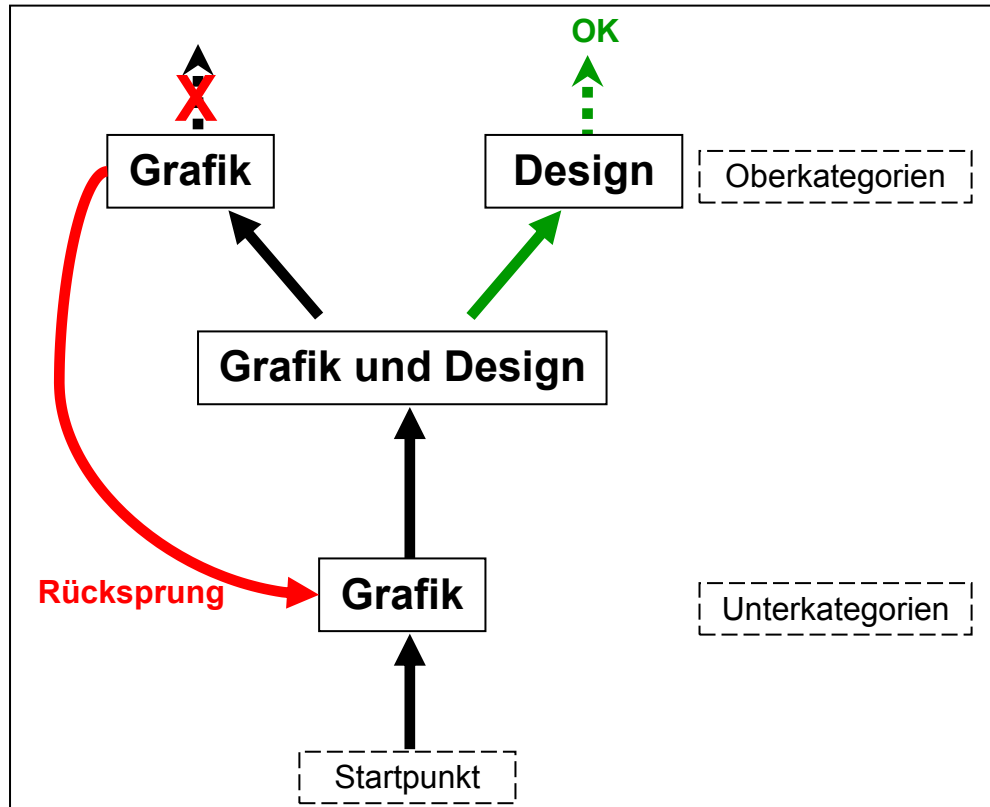 OK
X
Grafik
Design
Oberkategorien
Grafik und Design
Rücksprung
Grafik
Unterkategorien
Startpunkt